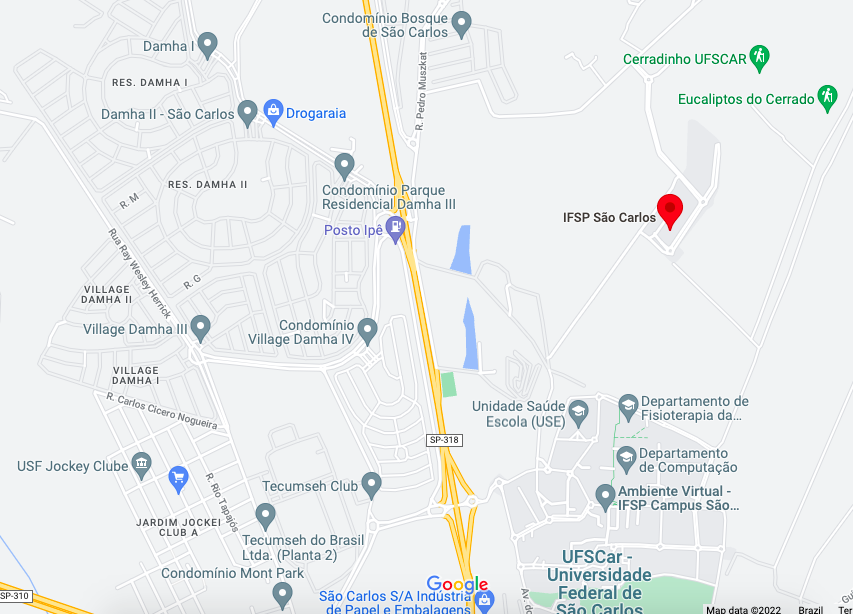 Condomínio Bosque
de São Carlos
Damha I
R. Pedro Muszkat
Cerradinho UFSCAR
RES. DAMHA I
Eucaliptos do Cerrado
Damha II - São Carlos
Drogaraia
RES. DAMHA II
Condomínio Parque
Residencial Damha III
R. M
IFSP São Carlos
Posto Ipê
Rua Ray Wesley Herrick
R. G
VILLAGE
DAMHA II
Village Damha III
Condomínio
Village Damha IV
VILLAGE
DAMHA I
R. Carlos Cicero Nogueira
Unidade Saúde
Escola (USE)
Departamento de
Fisioterapia da...
SP-318
Departamento
de Computação
USF Jockey Clube
R. Rio Tapajós
Tecumseh Club
Ambiente Virtual -
IFSP Campus São...
JARDIM JOCKEI
CLUB A
Tecumseh do Brasil
Ltda. (Planta 2)
UFSCar -
Universidade
Federal de
São Carlos
Condomínio Mont Park
Google
SP-310
São Carlos S/A Indústria
de Papel e Embalagens
Av. do
Map data ©2022
Brazil
Ter